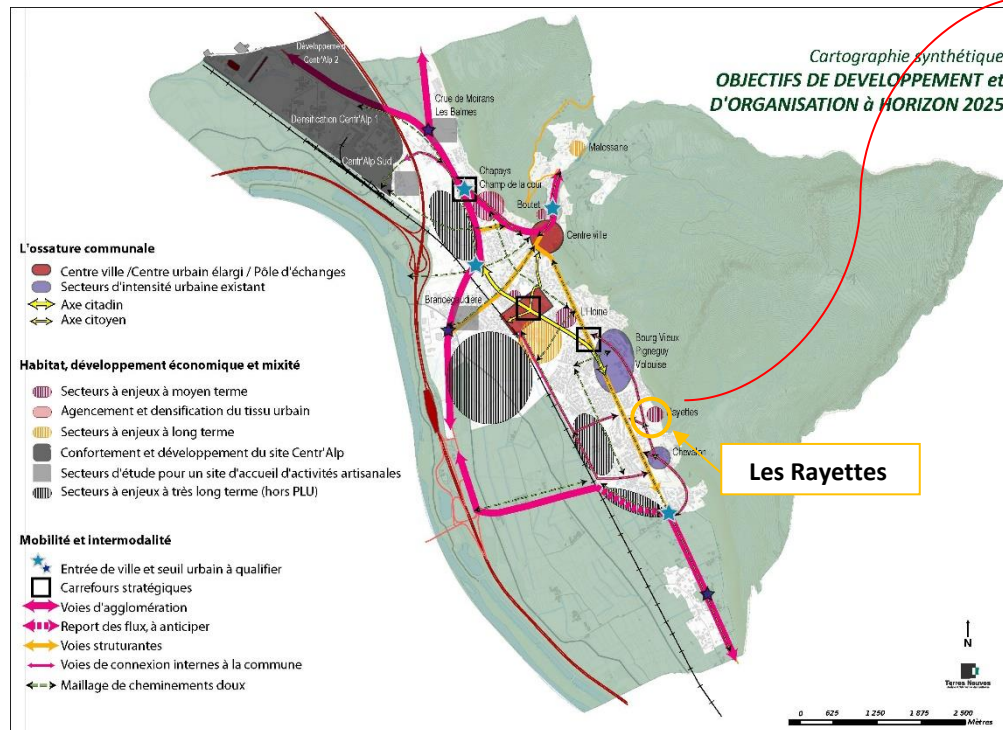 Cartographie synthétique
OBJECTIFS DE DEVELOPPEMENT et
D'ORGANISATION à HORIZON 2025
Développement
Centr'Alp 2
Densification Centr'Alp 1
Centr'Alp Sud
Crue de Moirans
Les Balmes
Chapays
Champ de la cour
Malossane
Boutet
Centre ville
Brandegaudière
L'Hoirie
Bourg Vieux
Pigneguy
Volouise
Rayettes
Chevalon
Les Rayettes
L'ossature communale
Centre ville /Centre urbain élargi / Pôle d'échanges
Secteurs d'intensité urbaine existant
Axe citadin
Axe citoyen
Habitat, développement économique et mixité
Secteurs à enjeux à moyen terme
Agencement et densification du tissu urbain
Secteurs à enjeux à long terme
Confortement et développement du site Centr'Alp
Secteurs d'étude pour un site d'accueil d'activités artisanales
Secteurs à enjeux à très long terme (hors PLU)
Mobilité et intermodalité
Entrée de ville et seuil urbain à qualifier
Carrefours stratégiques
Voies d'agglomération
Report des flux, à anticiper
Voies struturantes
Voies de connexion internes à la commune
Maillage de cheminements doux
N
Terres Neuves
0 625 1 250 1 875 2 500
Mètres